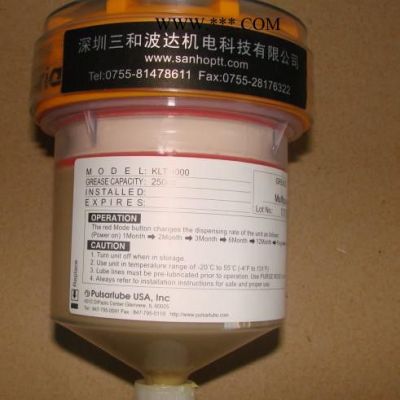 WWW.***.COM
深圳三和波达机电科技有限公司
www.sanhoptt.com
Tel:0755-81478611 Fax:0755-28176322
MODEL: KLT
GREASE CAPACITY: 250
INSTALLED:
EXPIRES:
Lot No:
OPERATION
The red Mode button changes the dispensing rate of the unit as follows:
(Power on) 1Month ➔ 2Month ➔ 3Month ➔ 6Month ➔ 12Month
CAUTION
1. Turn unit off when in storage.
2. Use unit in temperature range of -20°C to 55°C (-4°F to 130°F)
3. Lube lines must be pre-lubricated prior to operation.
4. Always refer to installation instructions for safe and proper use.
Replace
Pulsarlube USA, Inc